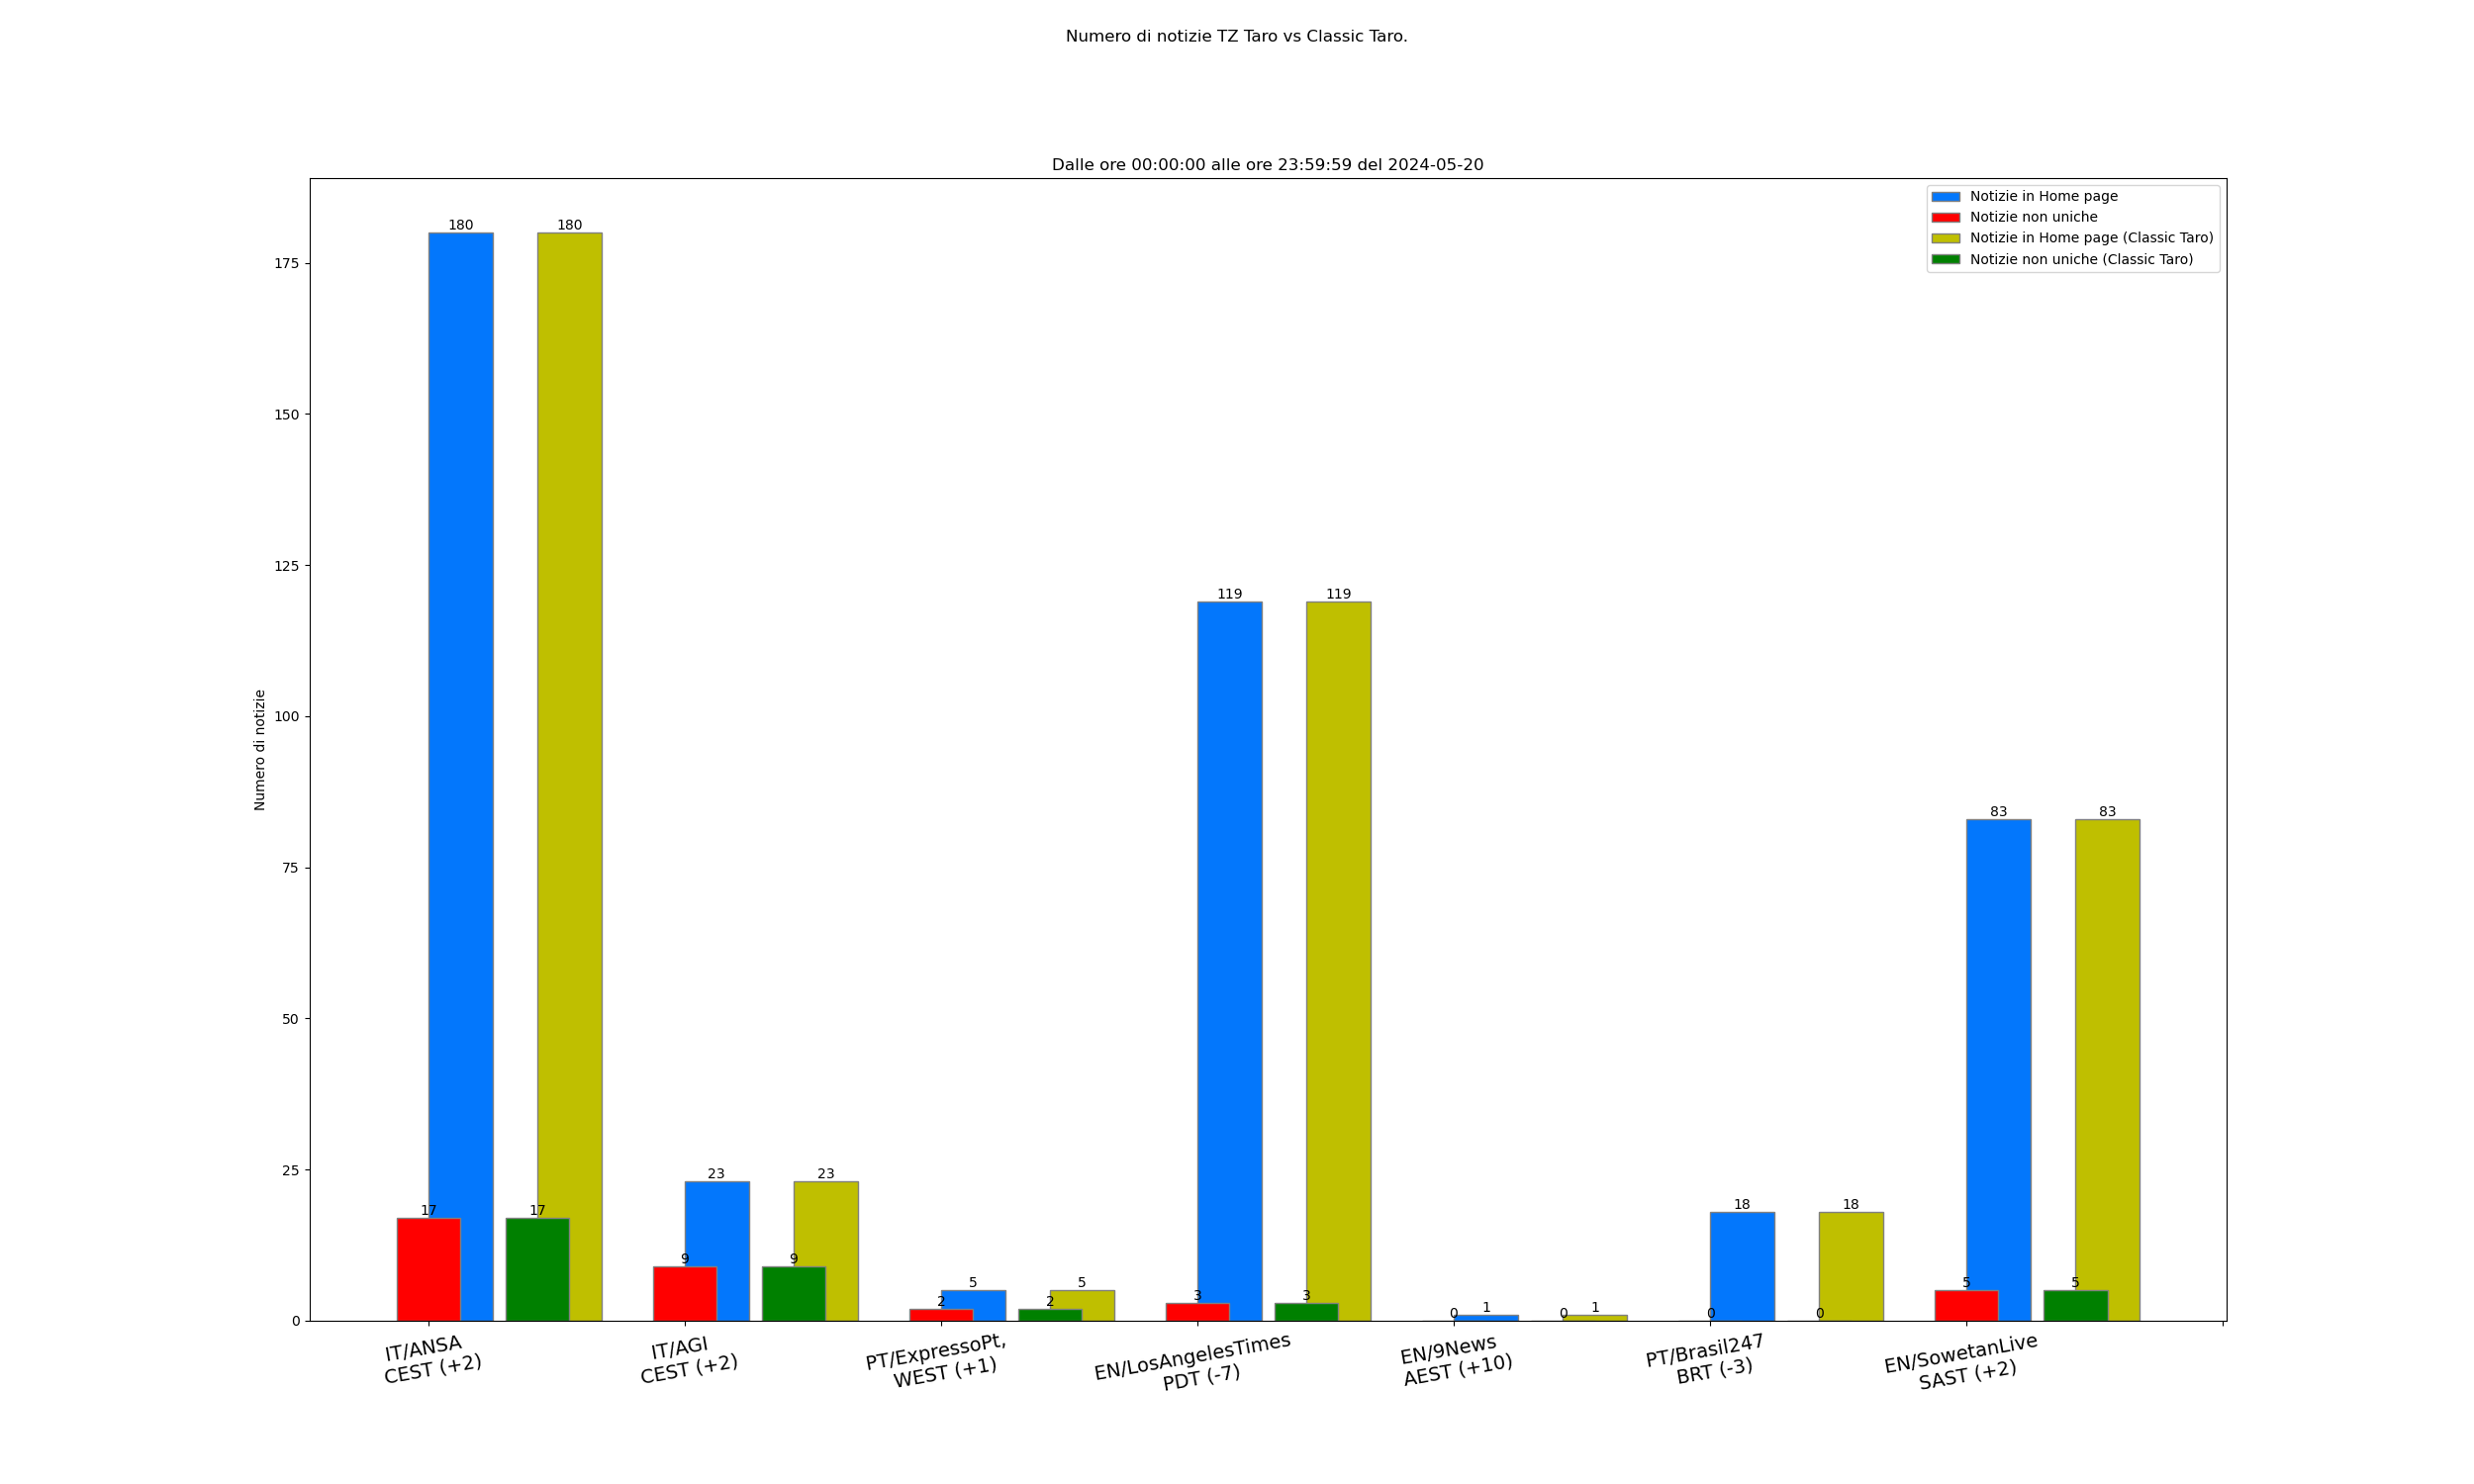 Numero di notizie TZ Taro vs Classic Taro.
Dalle ore 00:00:00 alle ore 23:59:59 del 2024-05-20
Notizie in Home page
Notizie non uniche
Notizie in Home page (Classic Taro)
Notizie non uniche (Classic Taro)
Numero di notizie
175
150
125
100
75
50
25
0
180
180
17
17
23
23
9
9
5
5
2
2
119
119
3
3
1
1
0
0
18
18
0
0
83
83
5
5
IT/ANSA
CEST (+2)
IT/AGI
CEST (+2)
PT/ExpressoPt,
WEST (+1)
EN/LosAngelesTimes
PDT (-7)
EN/9News
AEST (+10)
PT/Brasil247
BRT (-3)
EN/SowetanLive
SAST (+2)